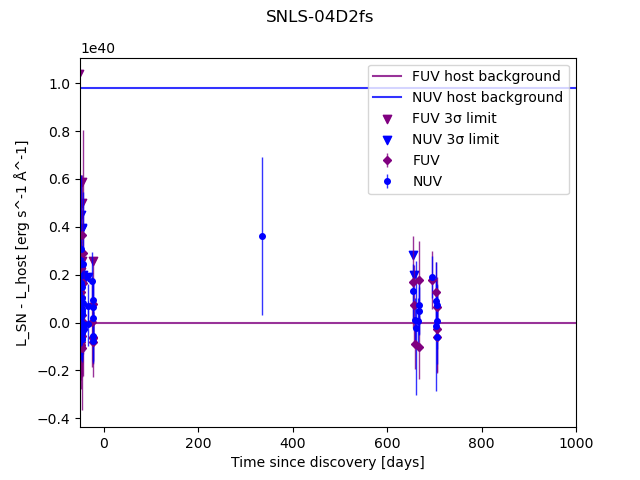 SNLS-04D2fs
1e40
FUV host background
NUV host background
FUV 3σ limit
NUV 3σ limit
FUV
NUV
L_SN - L_host [erg s^-1 Å^-1]
1.0
0.8
0.6
0.4
0.2
0.0
−0.2
−0.4
0 200 400 600 800 1000
Time since discovery [days]